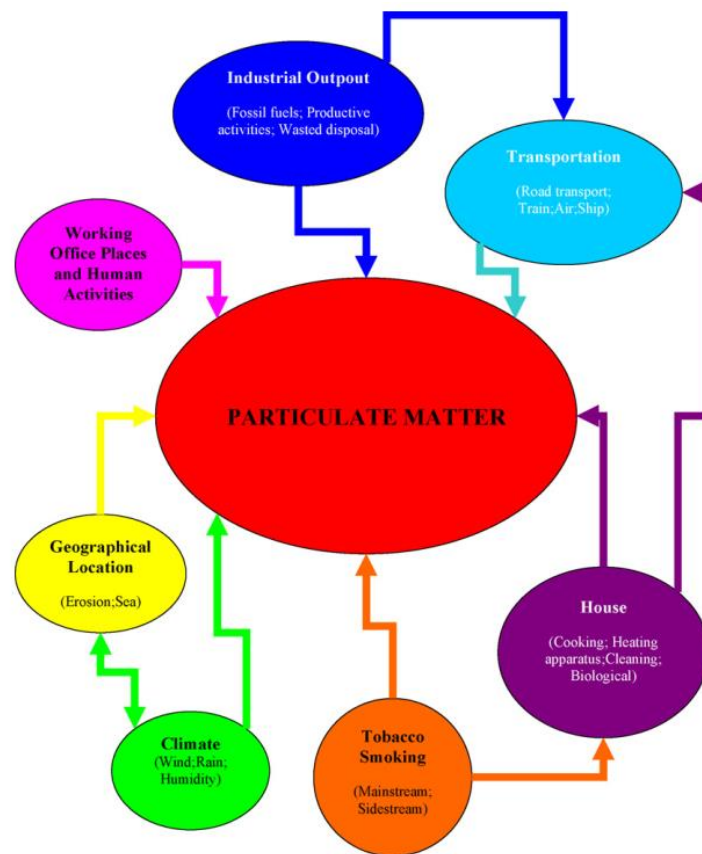 Industrial Outpout
(Fossil fuels; Productive
activities; Wasted disposal)
Transportation
(Road transport;
Train;Air;Ship)
Working
Office Places
and Human
Activities
PARTICULATE MATTER
Geographical
Location
(Erosion;Sea)
House
(Cooking; Heating
apparatus;Cleaning;
Biological)
Climate
(Wind;Rain;
Humidity)
Tobacco
Smoking
(Mainstream;
Sidestream)